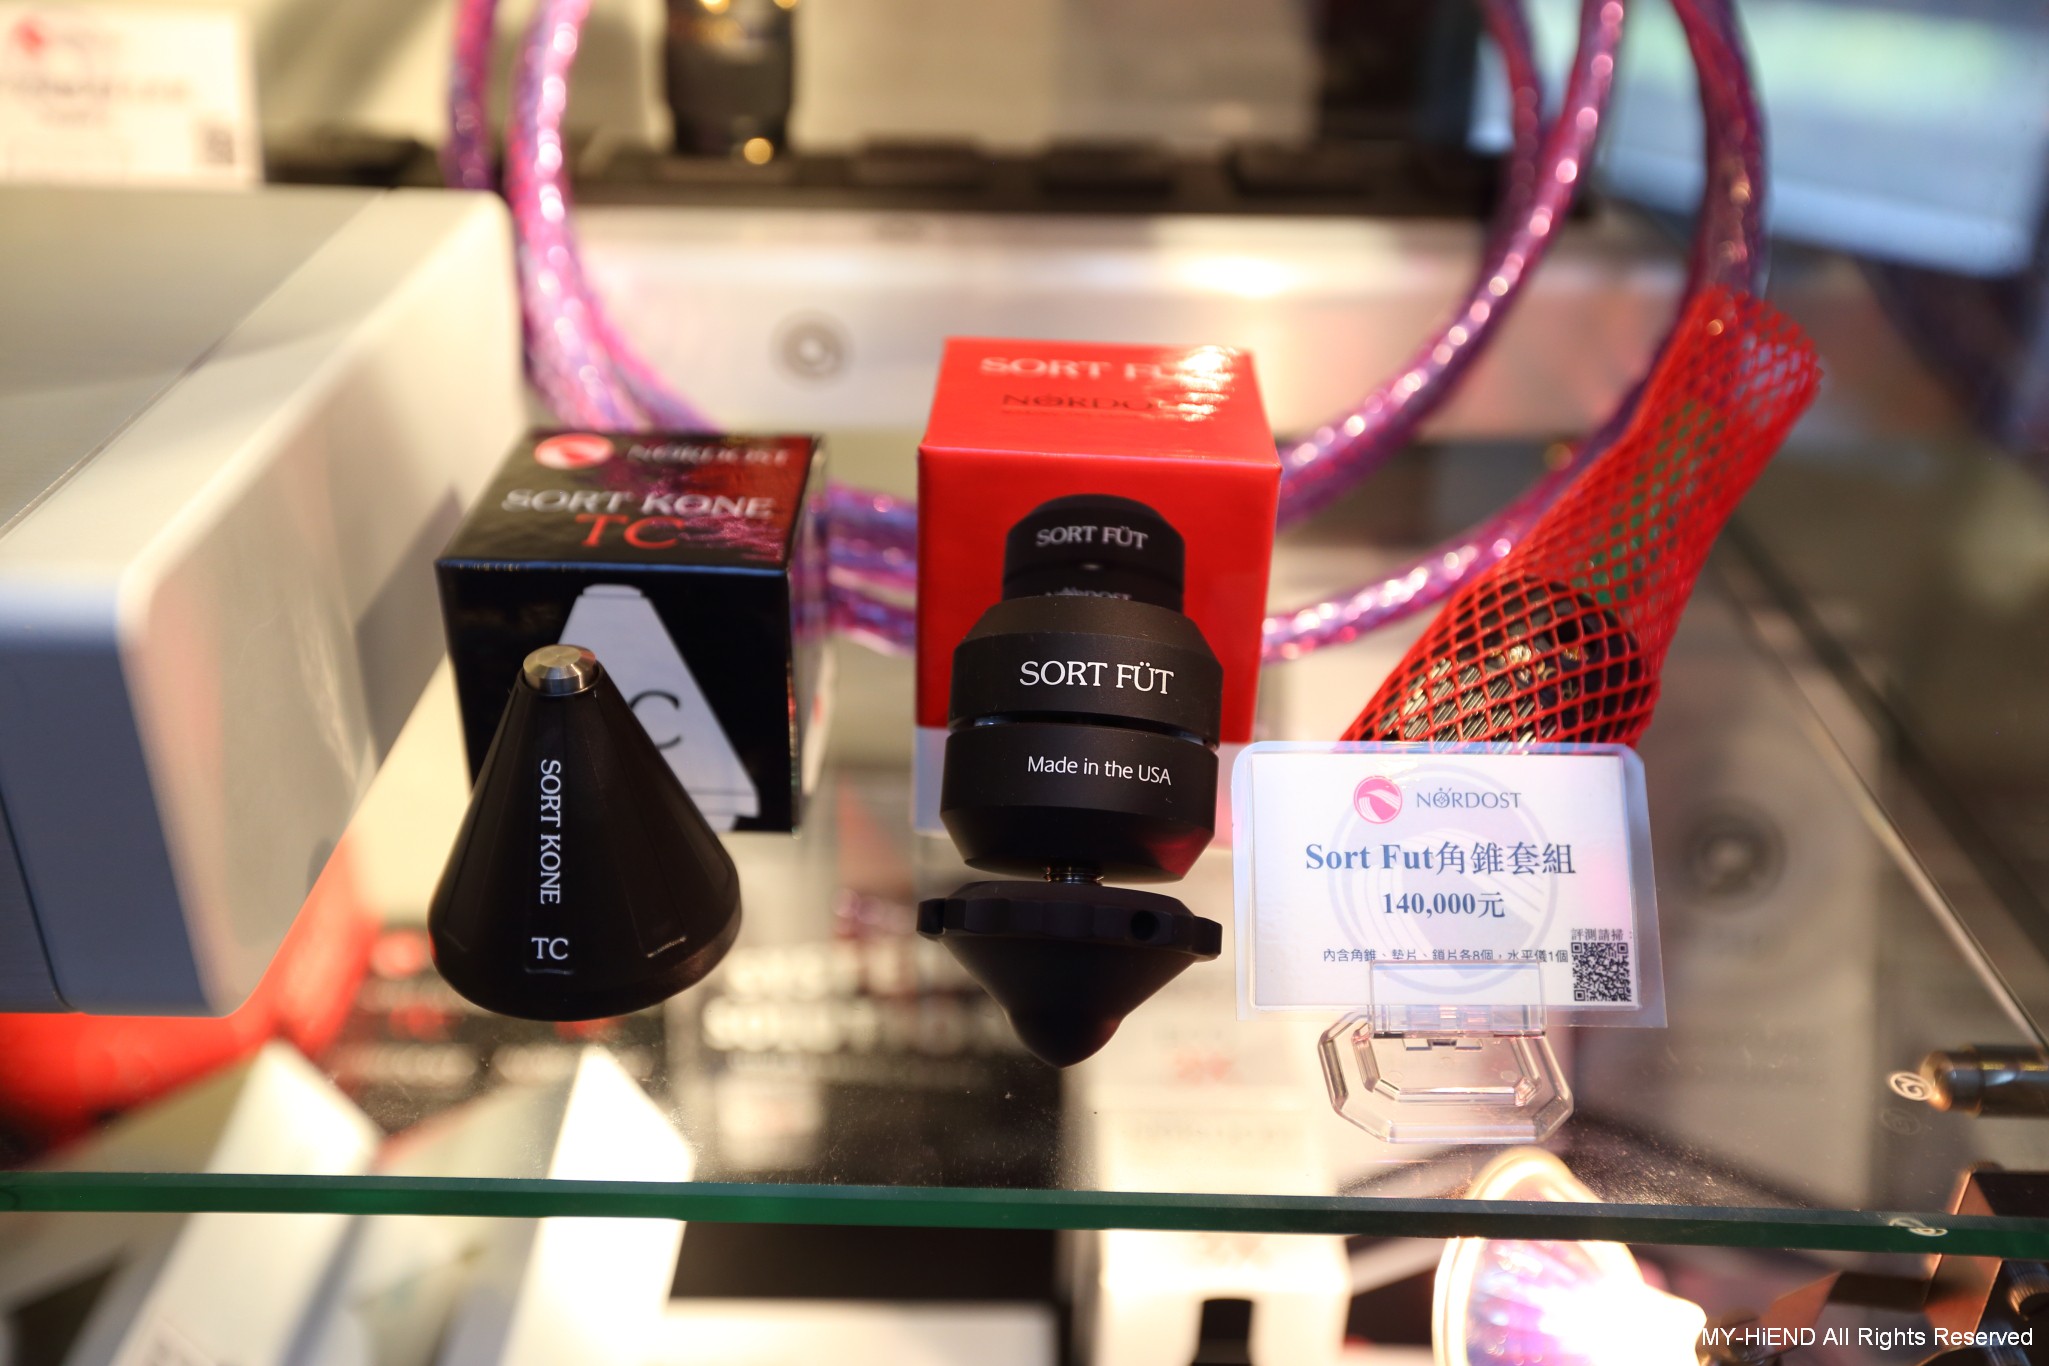 NORDOST
SORT KONE
TC
C
SORT KONE
TC
SORT FÜT
NORDOST
SORT FÜT
NORDOST
SORT FÜT
Made in the USA
NORDOST
Sort Fut角錐套組
140,000元
評測請掃:
內含角錐、墊片、鎖片各8個，水平儀1個
MY-HiEND All Rights Reserved